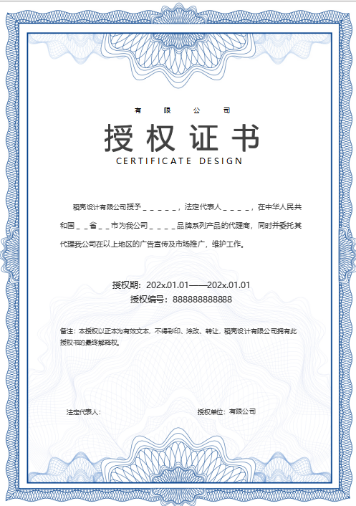 有 限 公 司
授权证书
CERTIFICATE DESIGN
稻壳设计有限公司授予______，法定代表人____，在中华人民共
和国__省__市为我公司____品牌系列产品的代理商，同时并委托其
代理我公司在以上地区的广告宣传及市场推广、维护工作。
授权期：202x.01.01——202x.01.01
授权编号：888888888888
备注：本授权以正本为有效文本，不得彩印、涂改、转让，稻壳设计有限公司拥有此
授权书的最终解释权。
法定代表人： 授权单位：有限公司